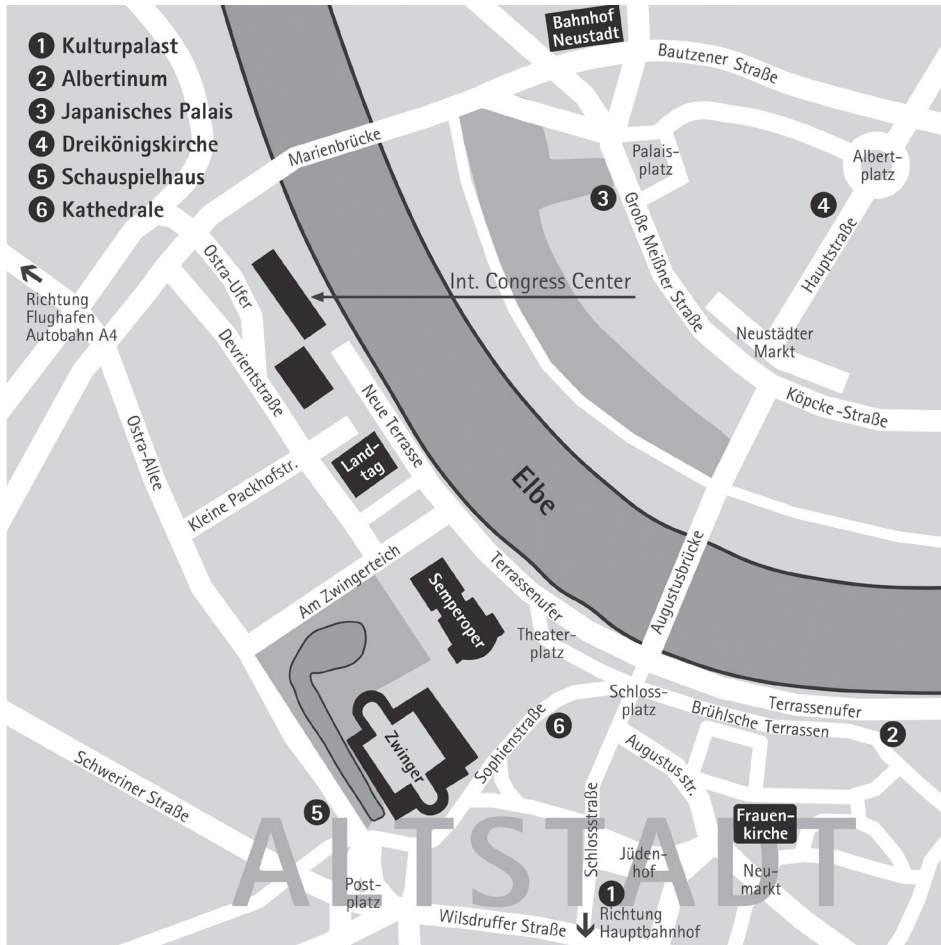 1 Kulturpalast
2 Albertinum
3 Japanisches Palais
4 Dreikönigskirche
5 Schauspielhaus
6 Kathedrale
Bahnhof
Neustadt
Bautzener Straße
Marienbrücke
Palais-
platz
Albert-
platz
3
4
Große Meißner Straße
Hauptstraße
Ostra-Ufer
Int. Congress Center
Richtung
Flughafen
Autobahn A4
Neustädter
Markt
Devrientstraße
Köpcke-Straße
Neue Terrasse
Ostra-Allee
Land-
tag
Kleine Packhofstr.
Elbe
Augustusbrücke
Am Zwingerteich
Semperoper
Terrassenufer
Theater-
platz
Schloss-
platz
Terrassenufer
Brühlsche Terrassen
6
2
Sophienstraße
Zwinger
Augustusstr.
Schweriner Straße
5
Frauen-
kirche
ALTSTADT
Schlossstraße
Jüden-
hof
Neu-
markt
Post-
platz
1
Wilsdruffer Straße
Richtung
Hauptbahnhof